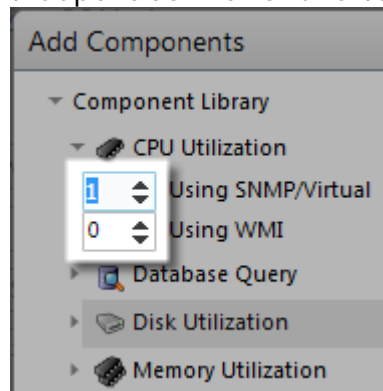 Add Components
Component Library
CPU Utilization
1 Using SNMP/Virtual
0 Using WMI
Database Query
Disk Utilization
Memory Utilization